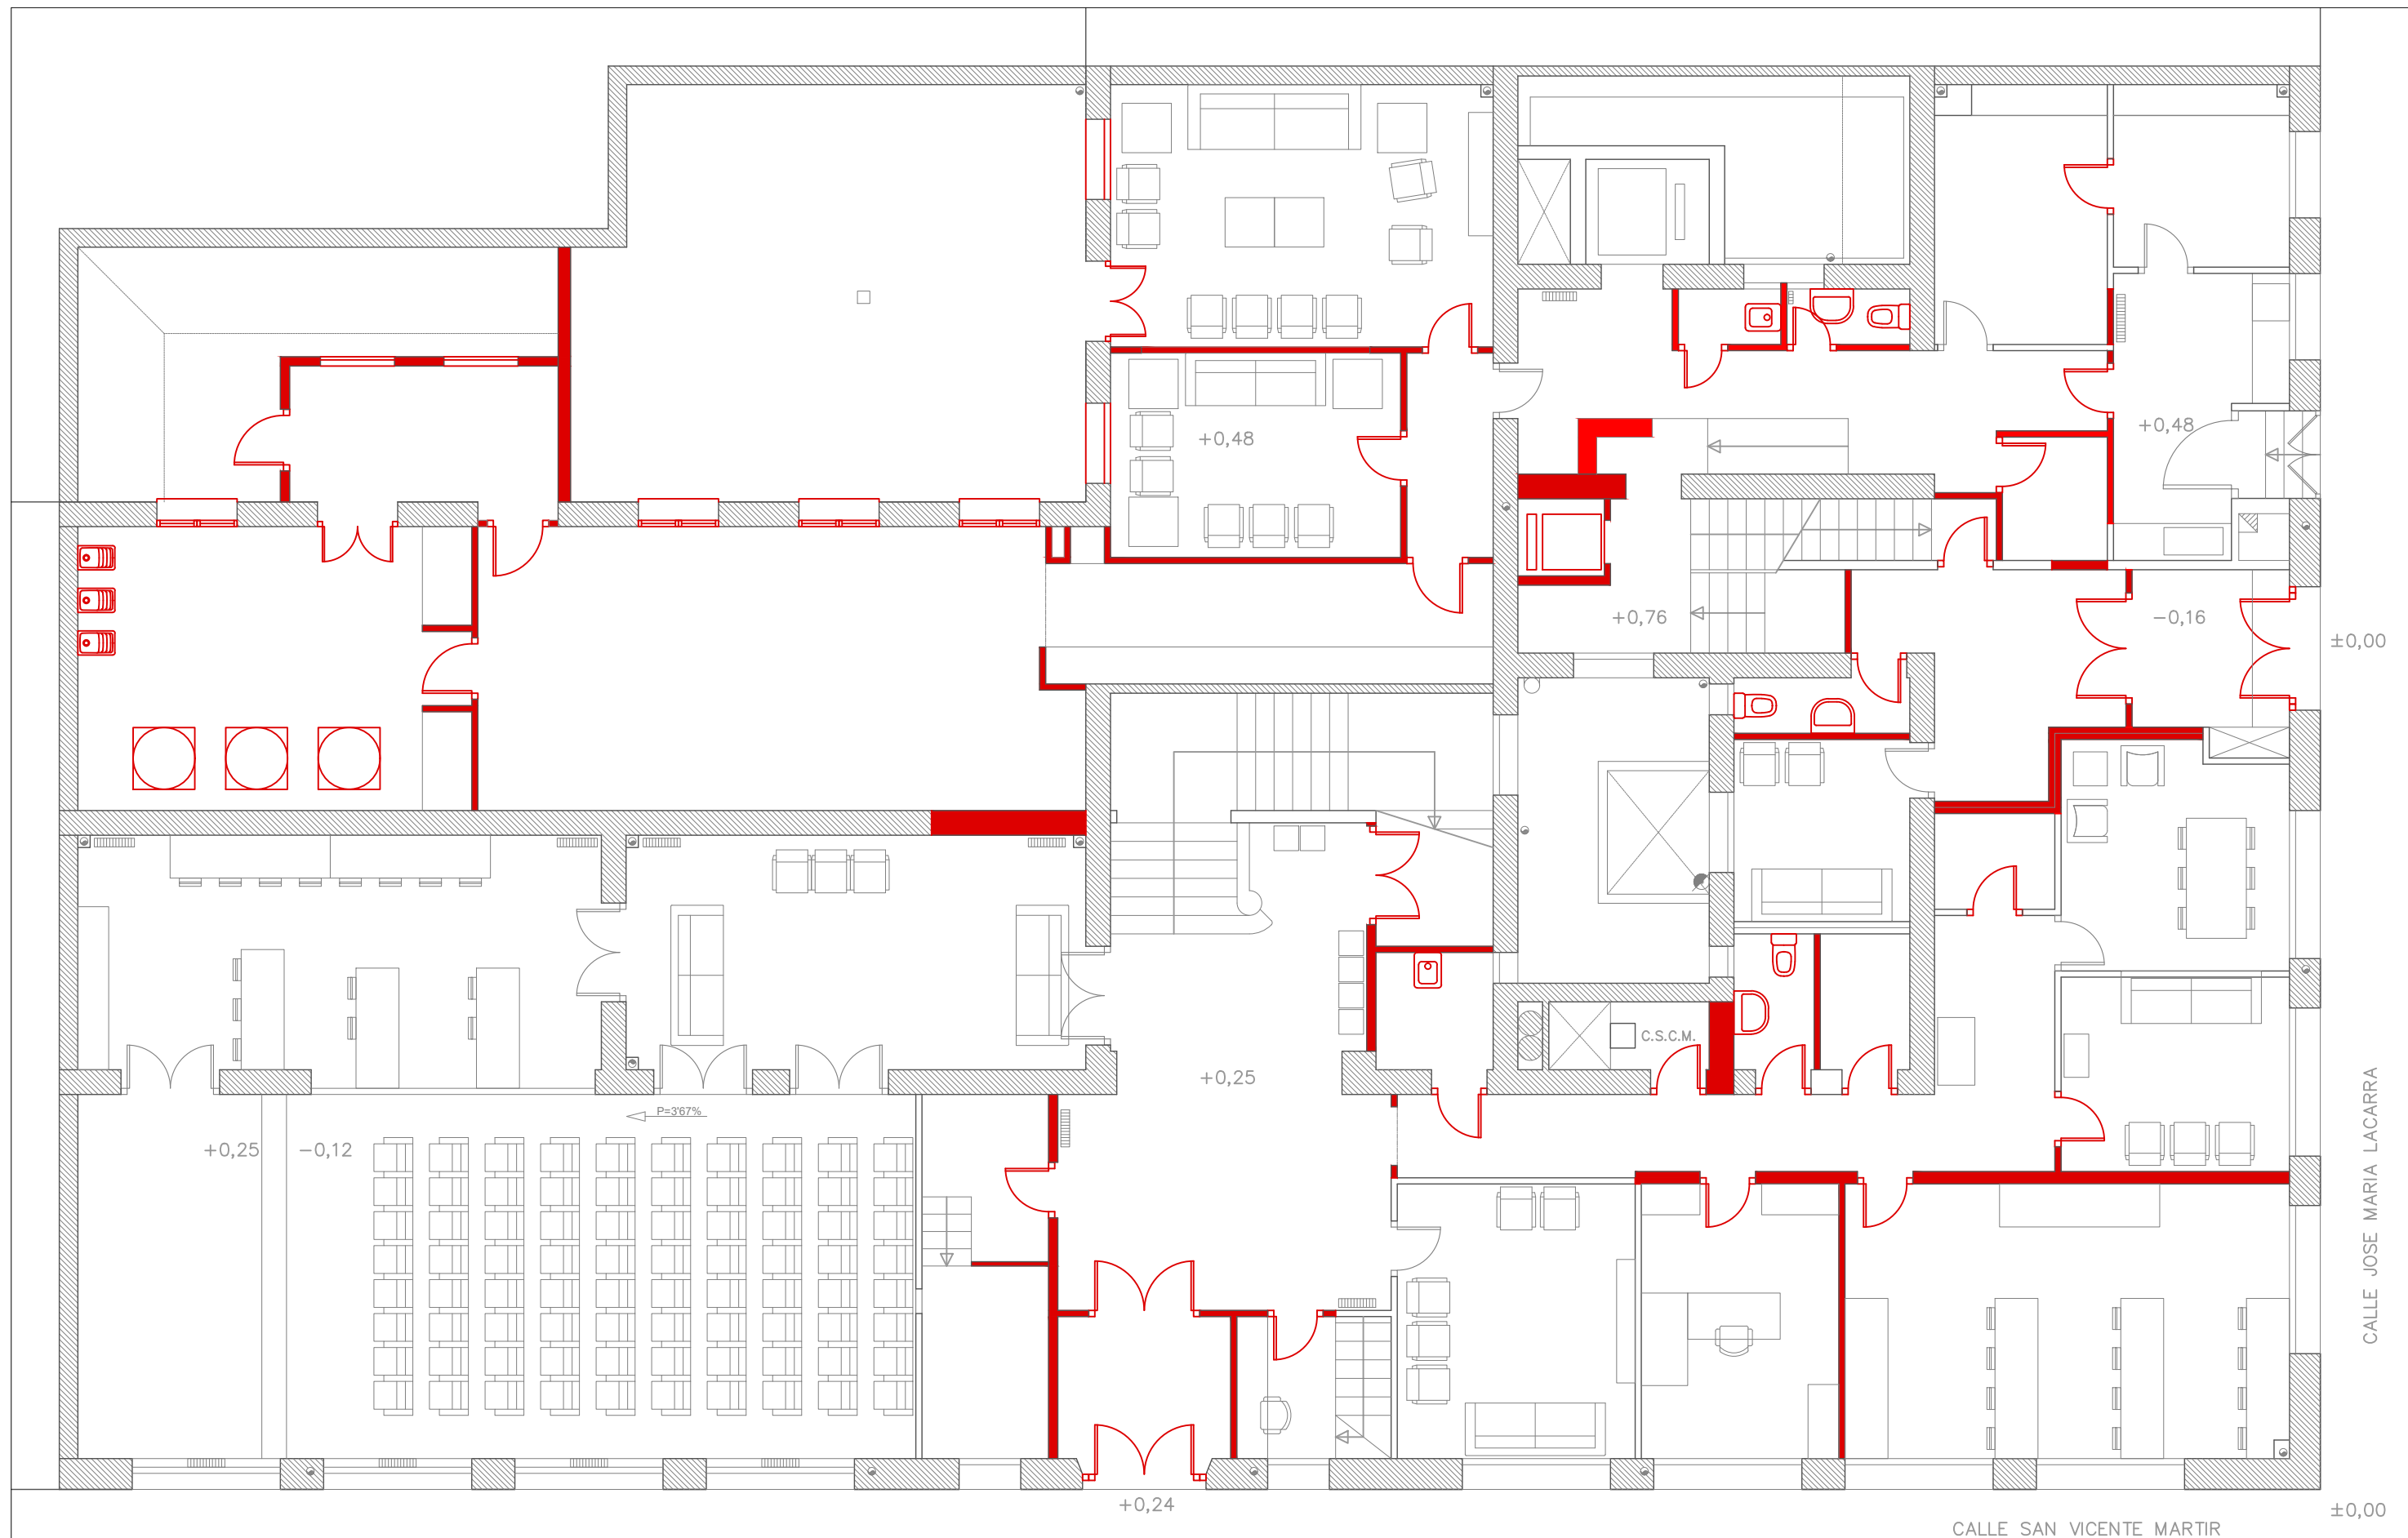 +0,48
+0,48
+0,76
−0,16
±0,00
C.S.C.M.
+0,25
P=3'67%
+0,25
−0,12
CALLE JOSE MARIA LACARRA
+0,24
±0,00
CALLE SAN VICENTE MARTIR